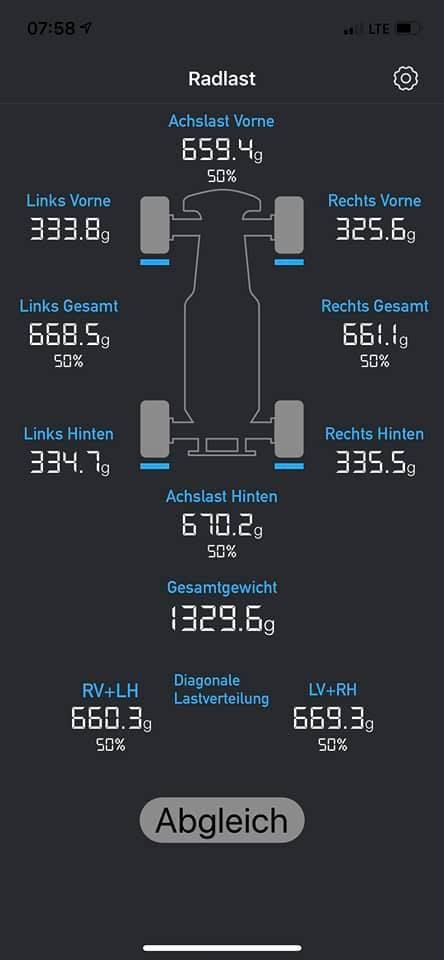 07:58
LTE
Radlast
Achslast Vorne
659.4g
50%
Links Vorne
333.8g
Rechts Vorne
325.6g
Links Gesamt
668.5g
50%
Rechts Gesamt
661.1g
50%
Links Hinten
334.7g
Rechts Hinten
335.5g
Achslast Hinten
670.2g
50%
Gesamtgewicht
1329.6g
RV+LH
660.3g
50%
Diagonale
Lastverteilung
LV+RH
669.3g
50%
Abgleich